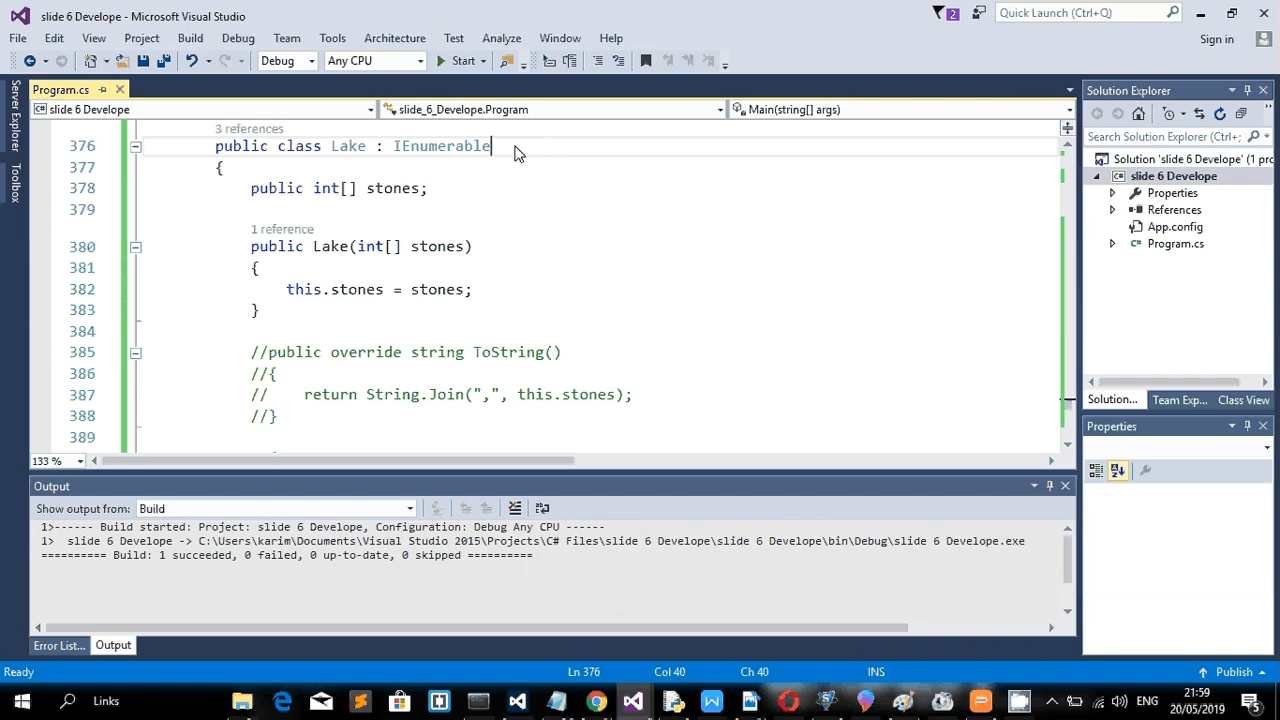 slide 6 Develope - Microsoft Visual Studio
2
Quick Launch (Ctrl+Q)
File Edit View Project Build Debug Team Tools Architecture Test Analyze Window Help
Sign in
Debug Any CPU Start
Server Explorer
Toolbox
Program.cs
slide 6 Develope slide_6_Develope.Program Main(string[] args)
3 references
376 public class Lake : IEnumerable
377 {
378 public int[] stones;
379
1 reference
380 public Lake(int[] stones)
381 {
382 this.stones = stones;
383 }
384
385 //public override string ToString()
386 //{
387 // return String.Join(",", this.stones);
388 //}
389
133 %
Solution Explorer
Search Solution Explorer (Ctrl+;)
Solution 'slide 6 Develope' (1 pro
C# slide 6 Develope
Properties
References
App.config
C# Program.cs
Solution... Team Exp... Class View
Properties
Output
Show output from: Build
1>------ Build started: Project: slide 6 Develope, Configuration: Debug Any CPU ------
1> slide 6 Develope -> C:\Users\karim\Documents\Visual Studio 2015\Projects\C# Files\slide 6 Develope\slide 6 Develope\bin\Debug\slide 6 Develope.exe
========== Build: 1 succeeded, 0 failed, 0 up-to-date, 0 skipped ==========
Error List... Output
Ready Ln 376 Col 40 Ch 40 INS Publish
Links
ENG
21:59
20/05/2019
5